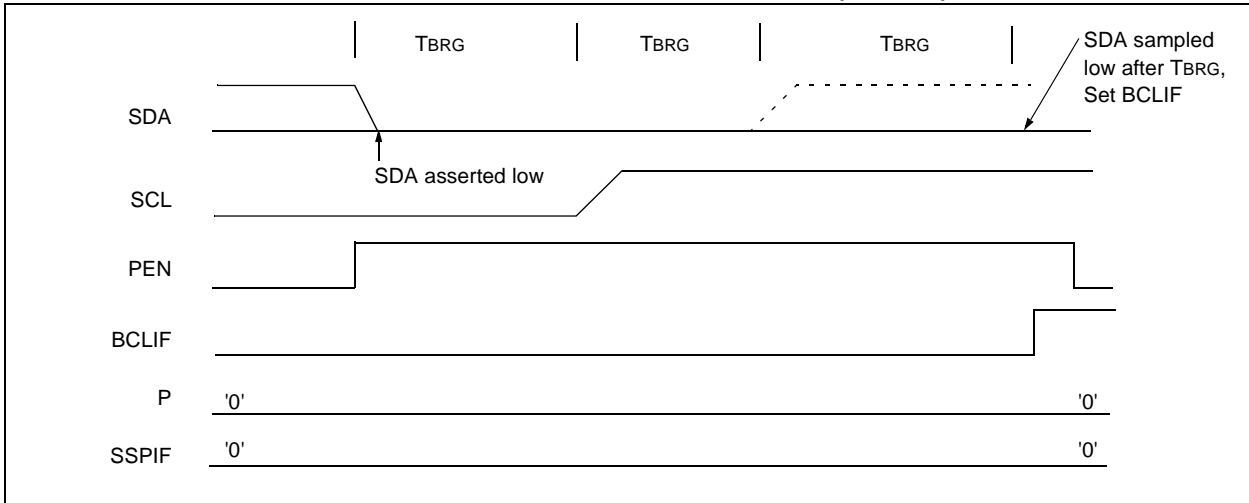 TBRG TBRG TBRG
SDA sampled
low after TBRG,
Set BCLIF
SDA
SDA asserted low
SCL
PEN
BCLIF
P '0' '0'
SSPIF '0' '0'